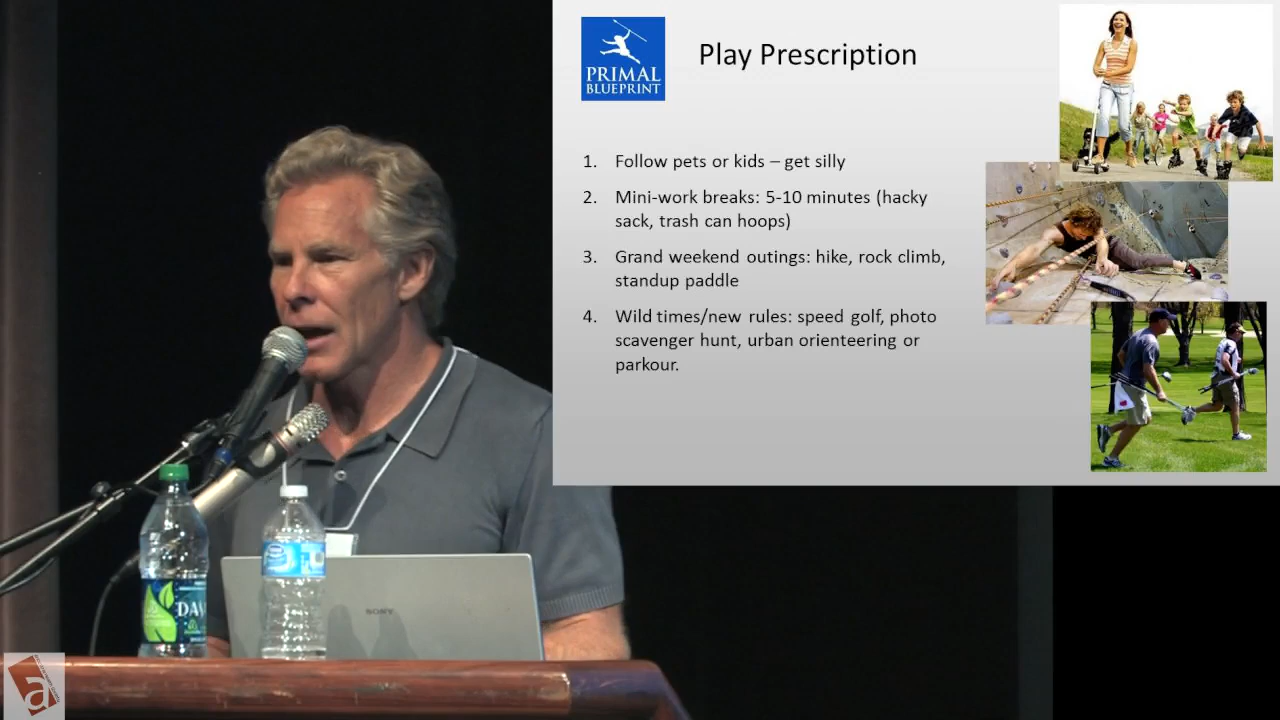 PRIMAL
BLUEPRINT
Play Prescription
1. Follow pets or kids – get silly
2. Mini-work breaks: 5-10 minutes (hacky
sack, trash can hoops)
3. Grand weekend outings: hike, rock climb,
standup paddle
4. Wild times/new rules: speed golf, photo
scavenger hunt, urban orienteering or
parkour.
SONY
DA
a